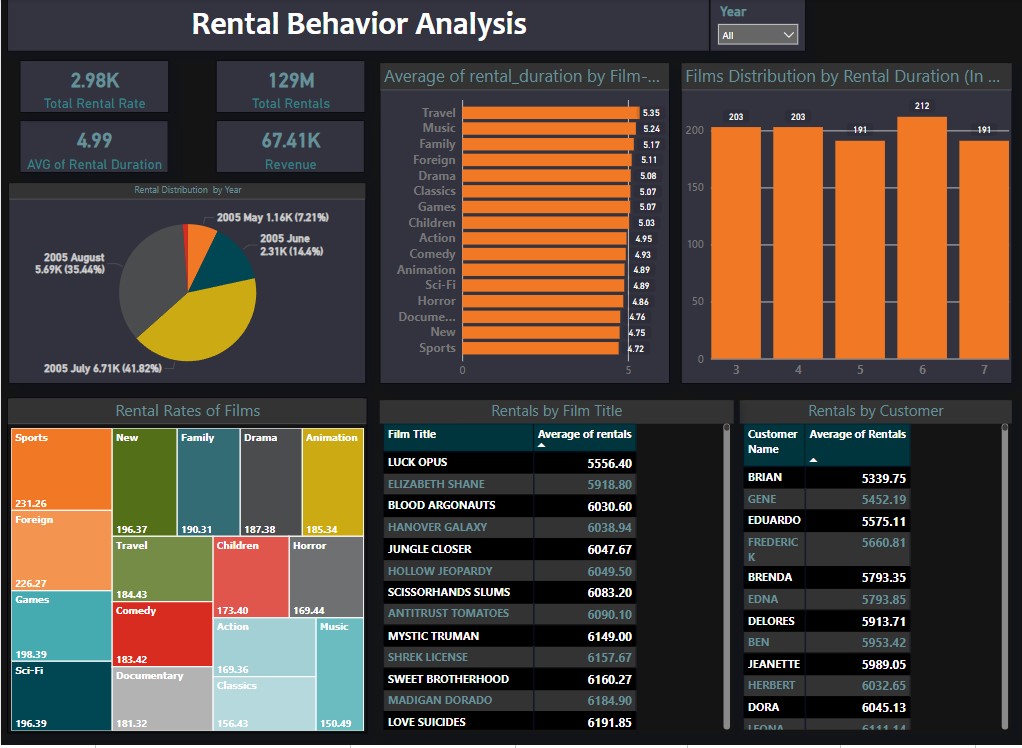 Rental Behavior Analysis
Year
All
2.98K
Total Rental Rate
129M
Total Rentals
4.99
AVG of Rental Duration
67.41K
Revenue
Rental Distribution by Year
2005 May 1.16K (7.21%)
2005 June
2.31K (14.4%)
2005 August
5.69K (35.44%)
2005 July 6.71K (41.82%)
Average of rental_duration by Film-...
Travel 5.35
Music 5.24
Family 5.17
Foreign 5.11
Drama 5.08
Classics 5.07
Games 5.07
Children 5.03
Action 4.95
Comedy 4.93
Animation 4.89
Sci-Fi 4.89
Horror 4.86
Docume... 4.76
New 4.75
Sports 4.72
0 5
Films Distribution by Rental Duration (In ...
203 203 191 212 191
200
150
100
50
0
3 4 5 6 7
Rental Rates of Films
Sports
231.26
Foreign
226.27
Games
198.39
Sci-Fi
196.39
New
196.37
Family
190.31
Drama
187.38
Animation
185.34
Travel
184.43
Comedy
183.42
Documentary
181.32
Children
173.40
Horror
169.44
Action
169.36
Classics
156.43
Music
150.49
Rentals by Film Title
Film Title Average of rentals
LUCK OPUS 5556.40
ELIZABETH SHANE 5918.80
BLOOD ARGONAUTS 6030.60
HANOVER GALAXY 6038.94
JUNGLE CLOSER 6047.67
HOLLOW JEOPARDY 6049.50
SCISSORHANDS SLUMS 6083.20
ANTITRUST TOMATOES 6090.10
MYSTIC TRUMAN 6149.00
SHREK LICENSE 6157.67
SWEET BROTHERHOOD 6160.27
MADIGAN DORADO 6184.90
LOVE SUICIDES 6191.85
Rentals by Customer
Customer Average of Rentals
Name
BRIAN 5339.75
GENE 5452.19
EDUARDO 5575.11
FREDERIC 5660.81
K
BRENDA 5793.35
EDNA 5793.85
DELORES 5913.71
BEN 5953.42
JEANETTE 5989.05
HERBERT 6032.65
DORA 6045.13
LEONA 6111.14